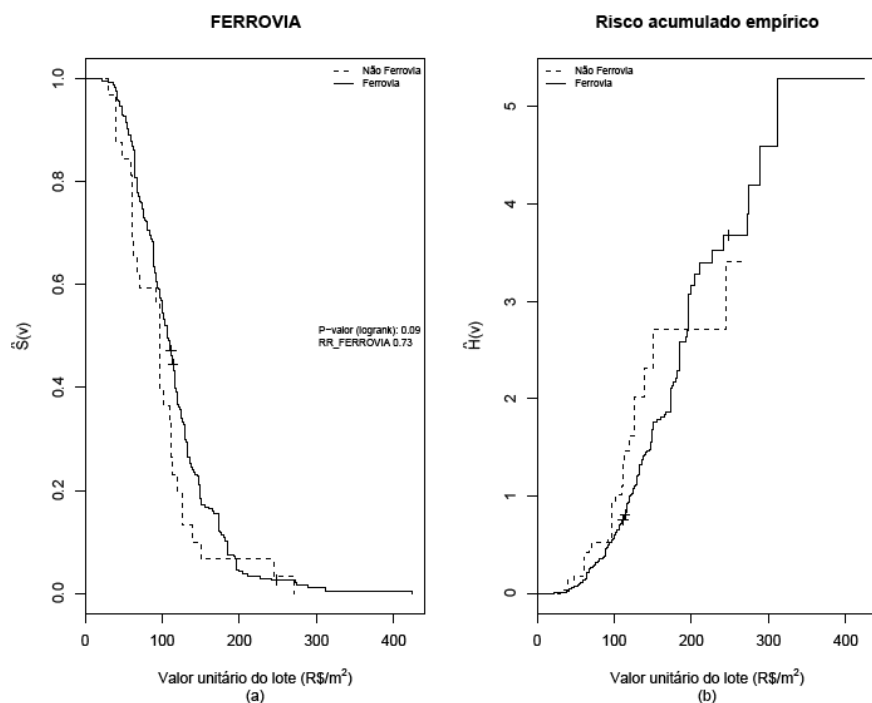 FERROVIA
Não Ferrovia
Ferrovia
P-valor (logrank): 0.09
RR_FERROVIA 0.73
Ŝ(v)
0.0
0.2
0.4
0.6
0.8
1.0
0
100
200
300
400
Valor unitário do lote (R$/m²)
(a)
Risco acumulado empírico
Não Ferrovia
Ferrovia
Ĥ(v)
0
1
2
3
4
5
0
100
200
300
400
Valor unitário do lote (R$/m²)
(b)